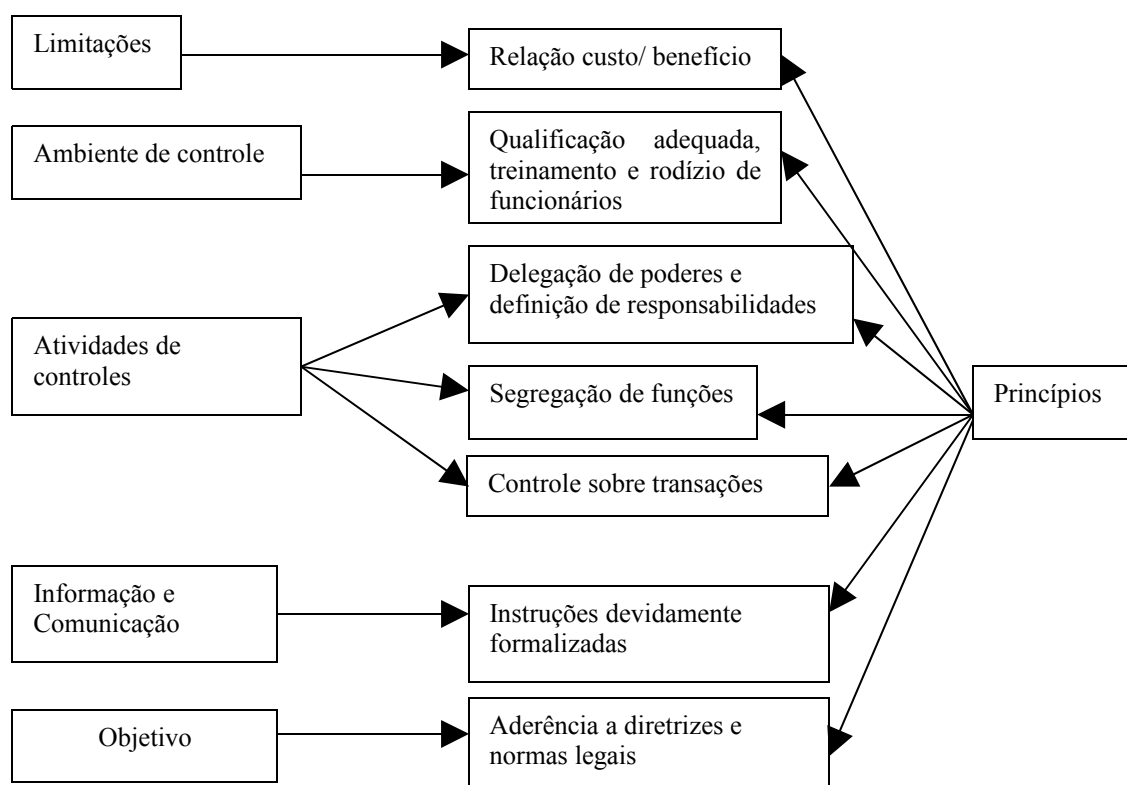 Limitações
Relação custo/ benefício
Ambiente de controle
Qualificação adequada,
treinamento e rodízio de
funcionários
Delegação de poderes e
definição de responsabilidades
Atividades de
controles
Segregação de funções
Princípios
Controle sobre transações
Informação e
Comunicação
Instruções devidamente
formalizadas
Objetivo
Aderência a diretrizes e
normas legais